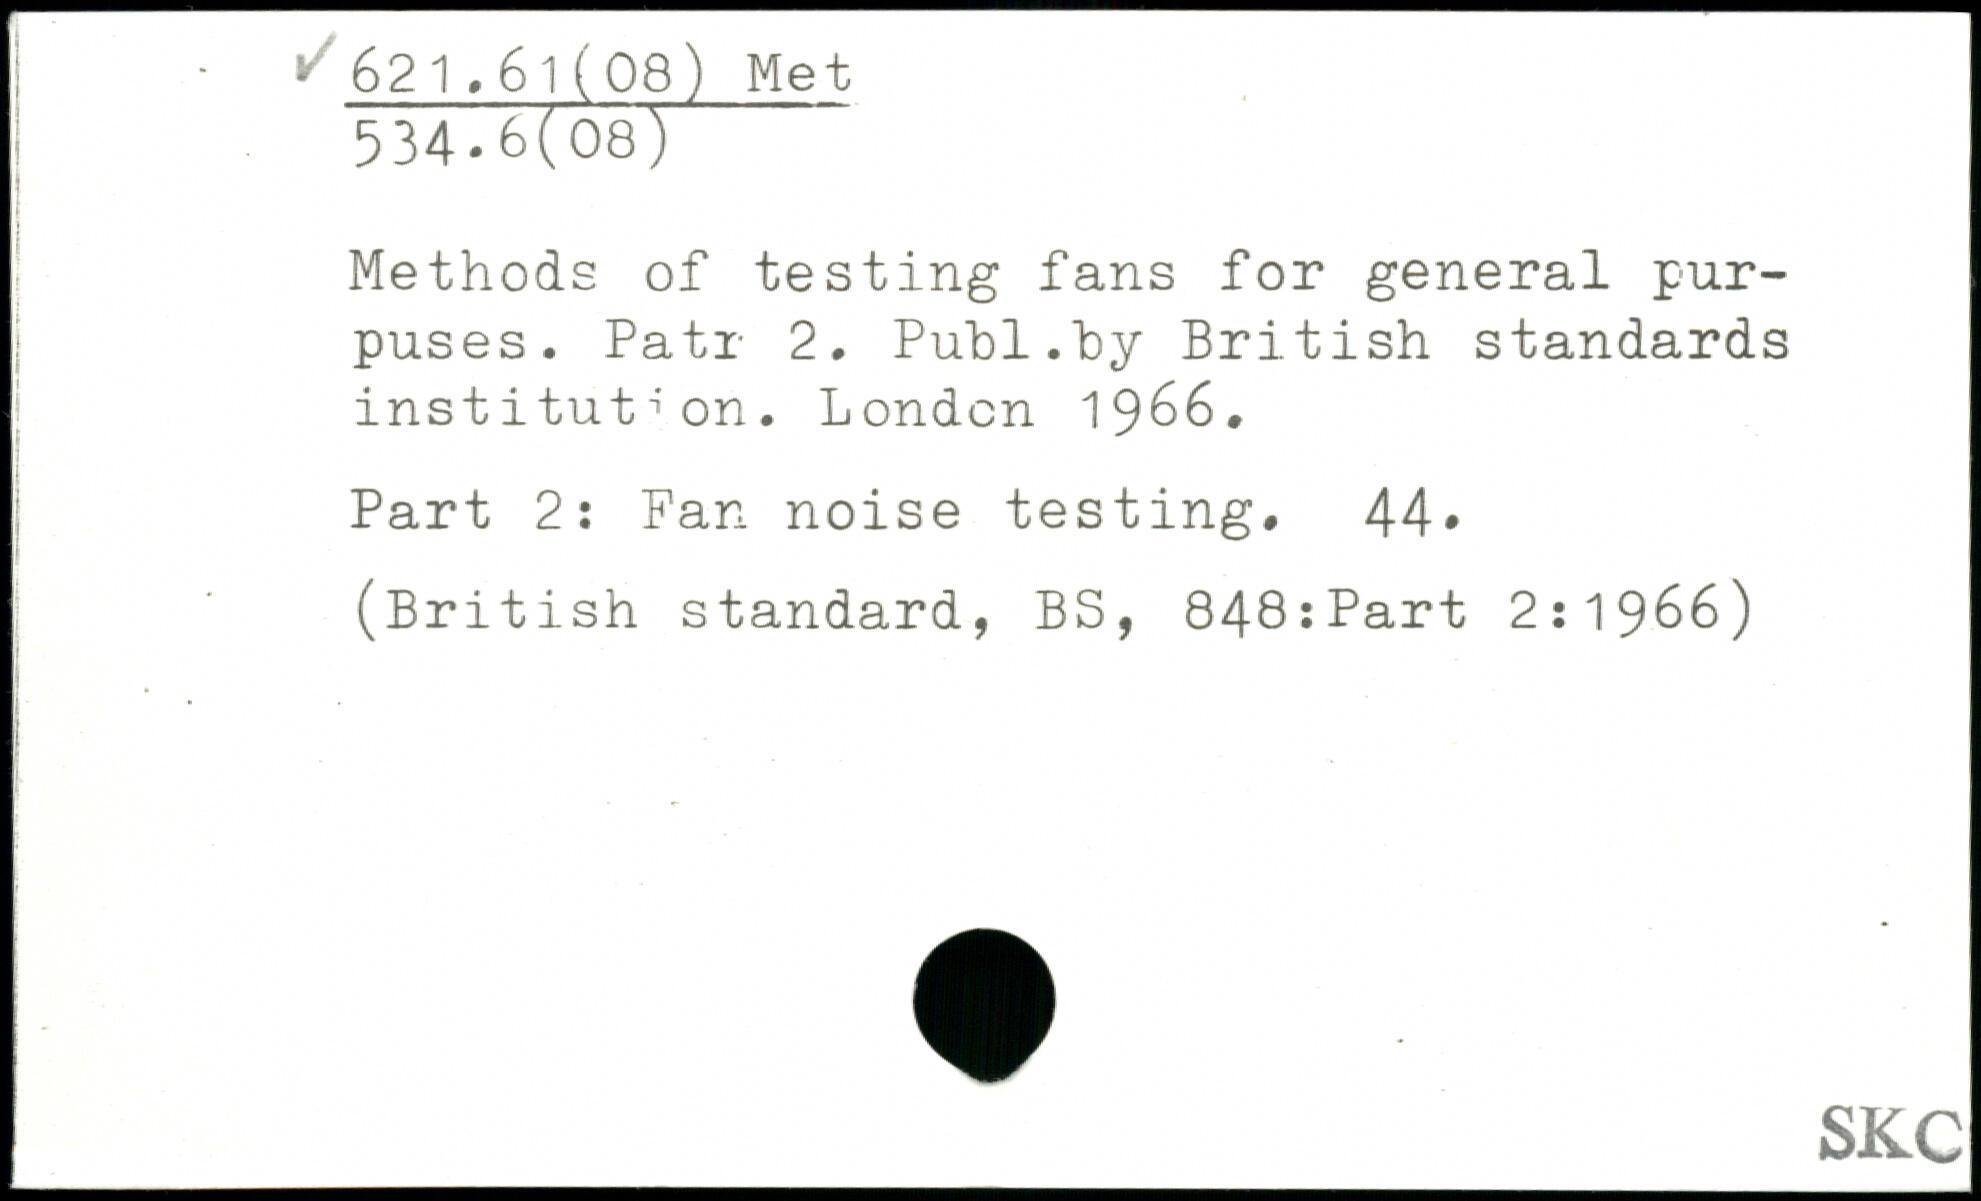 ✓ 621.61(08) Met
534.6(08)
Methods of testing fans for general pur-
puses. Patr 2. Publ.by British standards
institution. London 1966.
Part 2: Fan noise testing. 44.
(British standard, BS, 848:Part 2:1966)
SKC